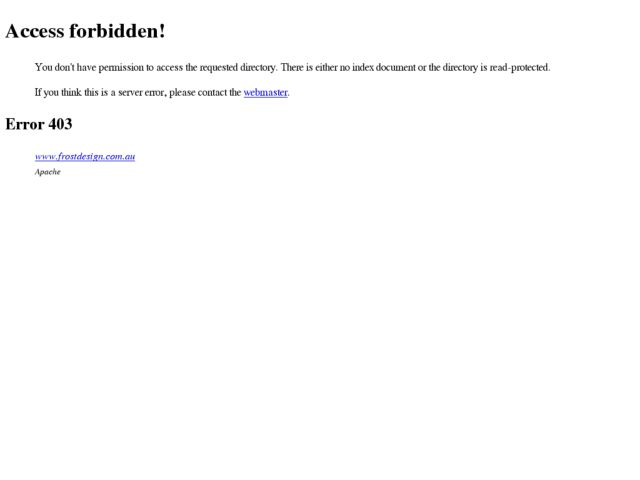 Access forbidden!
You don't have permission to access the requested directory. There is either no index document or the directory is read-protected.
If you think this is a server error, please contact the webmaster.
Error 403
www.frostdesign.com.au
Apache